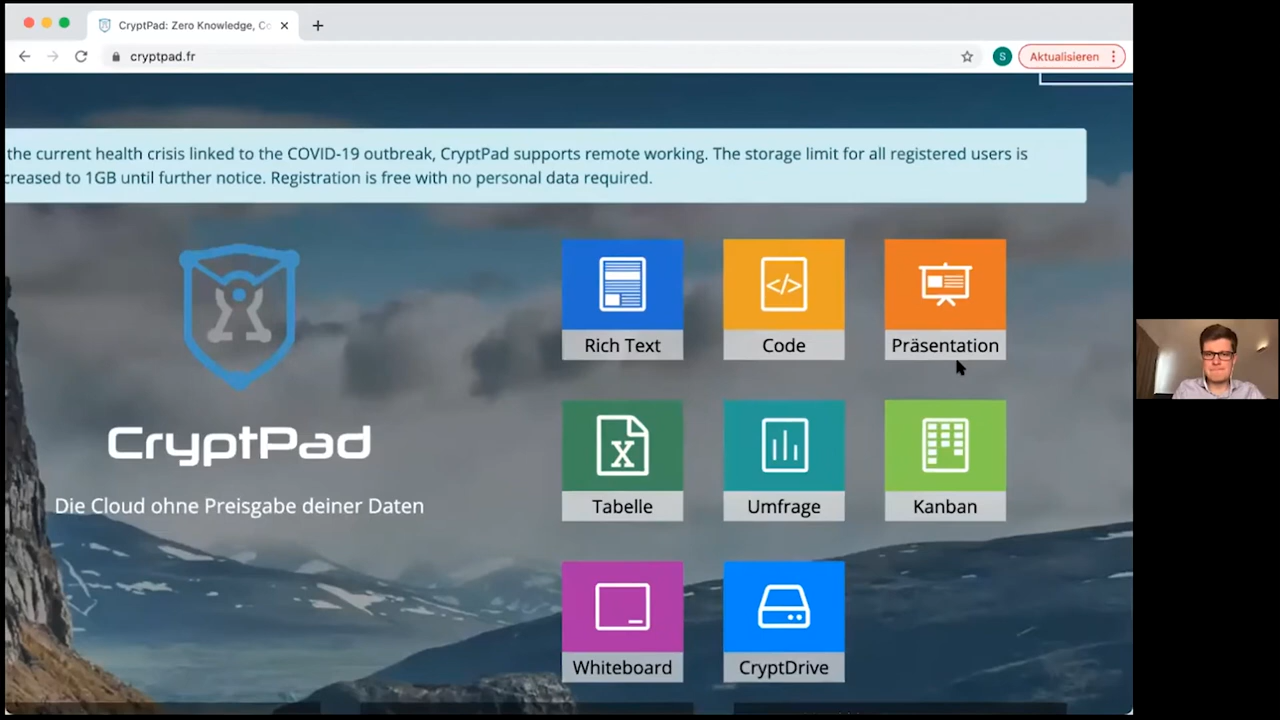 CryptPad: Zero Knowledge, Co
cryptpad.fr
S
Aktualisieren
the current health crisis linked to the COVID-19 outbreak, CryptPad supports remote working. The storage limit for all registered users is
creased to 1GB until further notice. Registration is free with no personal data required.
CryptPad
Die Cloud ohne Preisgabe deiner Daten
Rich Text
Code
Präsentation
Tabelle
Umfrage
Kanban
Whiteboard
CryptDrive